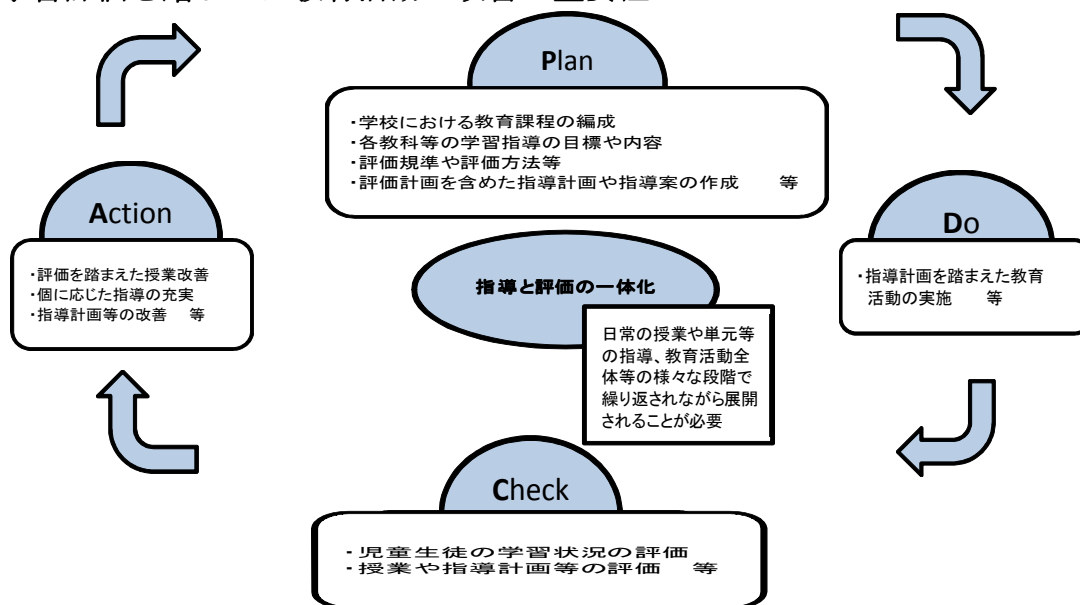 Plan
・学校における教育課程の編成
・各教科等の学習指導の目標や内容
・評価規準や評価方法等
・評価計画を含めた指導計画や指導案の作成　等
Action
・評価を踏まえた授業改善
・個に応じた指導の充実
・指導計画等の改善　等
Do
・指導計画を踏まえた教育
活動の実施　等
指導と評価の一体化
日常の授業や単元等
の指導、教育活動全
体等の様々な段階で
繰り返されながら展開
されることが必要
Check
・児童生徒の学習状況の評価
・授業や指導計画等の評価　等